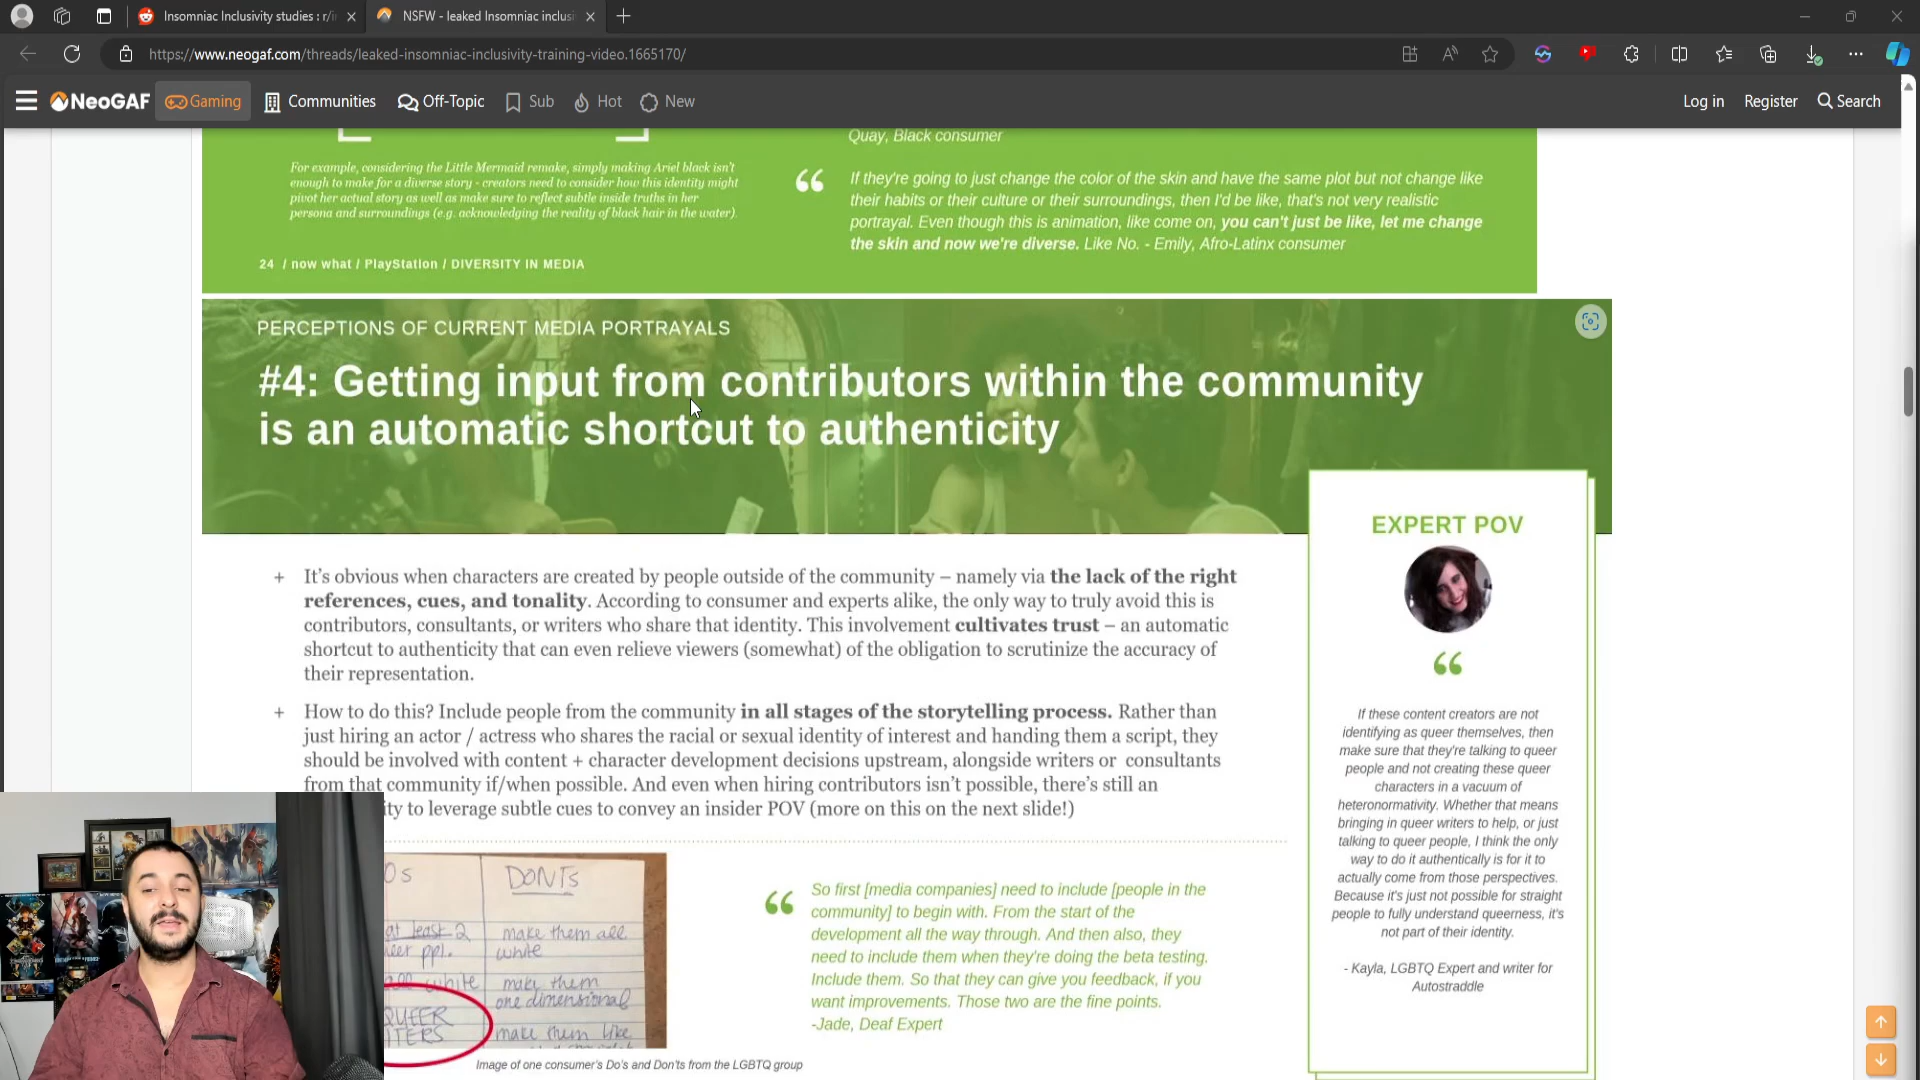 Insomniac Inclusivity studies : r/i
NSFW - leaked Insomniac inclusi
https://www.neogaf.com/threads/leaked-insomniac-inclusivity-training-video.1665170/
NeoGAF
Gaming
Communities
Off-Topic
Sub
Hot
New
Log in
Register
Search
Quay, Black consumer
For example, considering the Little Mermaid remake, simply making Ariel black isn't
enough to make for a diverse story - creators need to consider how this identity might
pivot her actual story as well as make sure to reflect subtle inside truths in her
persona and surroundings (e.g. acknowledging the reality of black hair in the water).
“ If they're going to just change the color of the skin and have the same plot but not change like
their habits or their culture or their surroundings, then I'd be like, that's not very realistic
portrayal. Even though this is animation, like come on, you can't just be like, let me change
the skin and now we're diverse. Like No. - Emily, Afro-Latinx consumer
24 / now what / PlayStation / DIVERSITY IN MEDIA
PERCEPTIONS OF CURRENT MEDIA PORTRAYALS
#4: Getting input from contributors within the community
is an automatic shortcut to authenticity
+ It's obvious when characters are created by people outside of the community – namely via the lack of the right
references, cues, and tonality. According to consumer and experts alike, the only way to truly avoid this is
contributors, consultants, or writers who share that identity. This involvement cultivates trust – an automatic
shortcut to authenticity that can even relieve viewers (somewhat) of the obligation to scrutinize the accuracy of
their representation.
+ How to do this? Include people from the community in all stages of the storytelling process. Rather than
just hiring an actor / actress who shares the racial or sexual identity of interest and handing them a script, they
should be involved with content + character development decisions upstream, alongside writers or consultants
from that community if/when possible. And even when hiring contributors isn't possible, there's still an
ity to leverage subtle cues to convey an insider POV (more on this on the next slide!)
EXPERT POV
“
If these content creators are not
identifying as queer themselves, then
make sure that they're talking to queer
people and not creating these queer
characters in a vacuum of
heteronormativity. Whether that means
bringing in queer writers to help, or just
talking to queer people, I think the only
way to do it authentically is for it to
actually come from those perspectives.
Because it's just not possible for straight
people to fully understand queerness, it's
not part of their identity.
- Kayla, LGBTQ Expert and writer for
Autostraddle
Os
DON'Ts
at least 2
eer ppl.
make them all
white
all white
make them
one dimensional
QUEER
ITERS
make them like
“ So first [media companies] need to include [people in the
community] to begin with. From the start of the
development all the way through. And then also, they
need to include them when they're doing the beta testing.
Include them. So that they can give you feedback, if you
want improvements. Those two are the fine points.
-Jade, Deaf Expert
Image of one consumer's Do's and Don'ts from the LGBTQ group